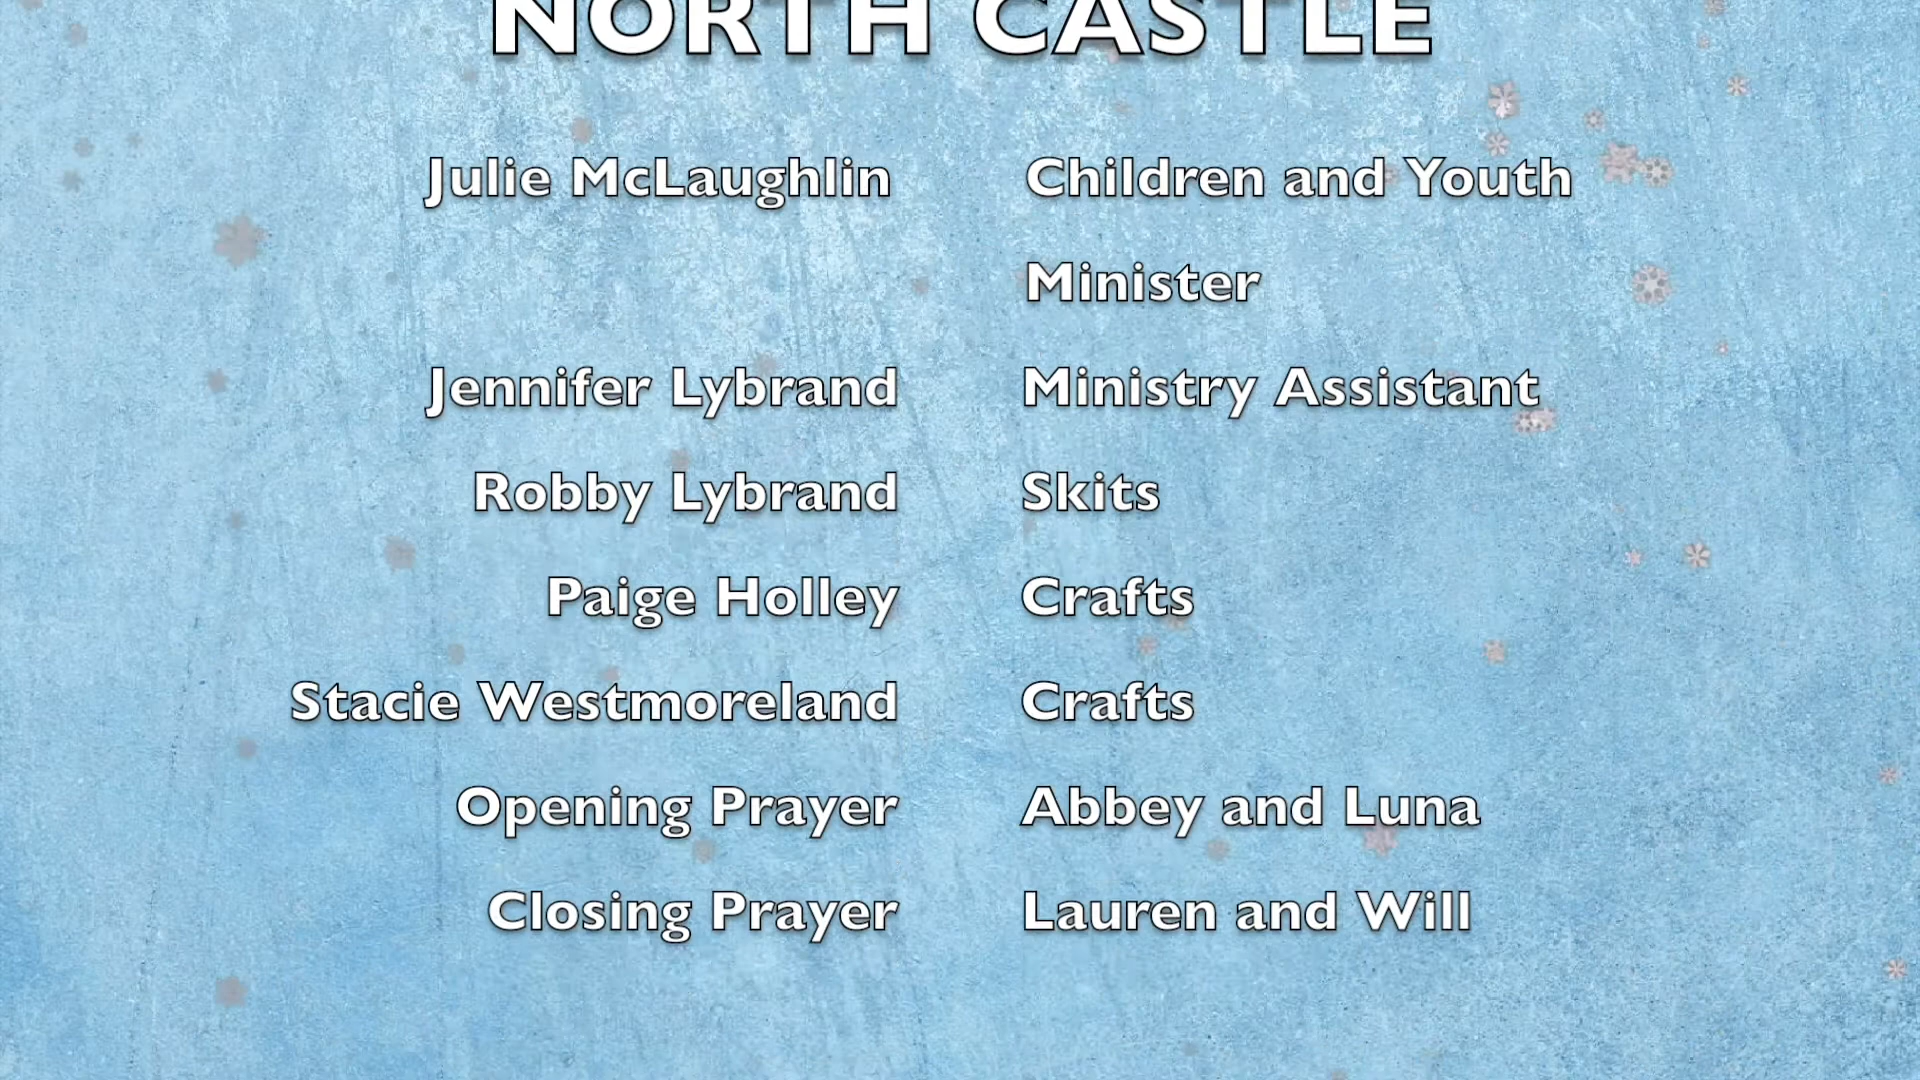 NORTH CASTLE
Julie McLaughlin Children and Youth
Minister
Jennifer Lybrand Ministry Assistant
Robby Lybrand Skits
Paige Holley Crafts
Stacie Westmoreland Crafts
Opening Prayer Abbey and Luna
Closing Prayer Lauren and Will